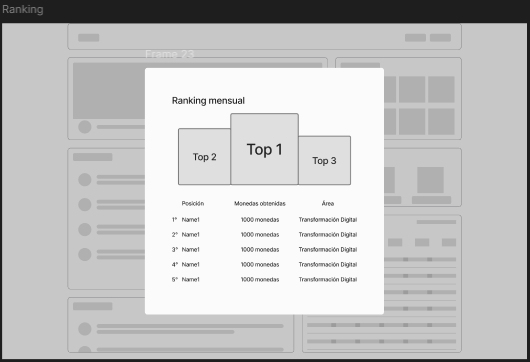 Ranking
Frame 23
Ranking mensual
Top 2
Top 1
Top 3
Posición Monedas obtenidas Área
1° Name1 1000 monedas Transformación Digital
2° Name1 1000 monedas Transformación Digital
3° Name1 1000 monedas Transformación Digital
4° Name1 1000 monedas Transformación Digital
5° Name1 1000 monedas Transformación Digital